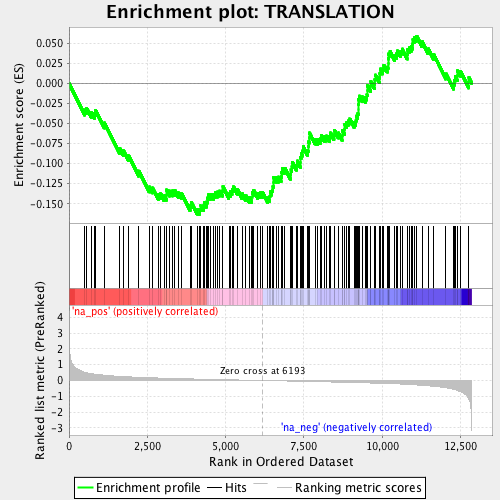 Enrichment plot: TRANSLATION
Enrichment score (ES)
0.050
0.025
0.000
-0.025
-0.050
-0.075
-0.100
-0.125
-0.150
'na_pos' (positively correlated)
Ranked list metric (PreRanked)
4
3
2
1
0
-1
-2
-3
Zero cross at 6193
'na_neg' (negatively correlated)
0
2,500
5,000
7,500
10,000
12,500
Rank in Ordered Dataset
Enrichment profile
Hits
Ranking metric scores